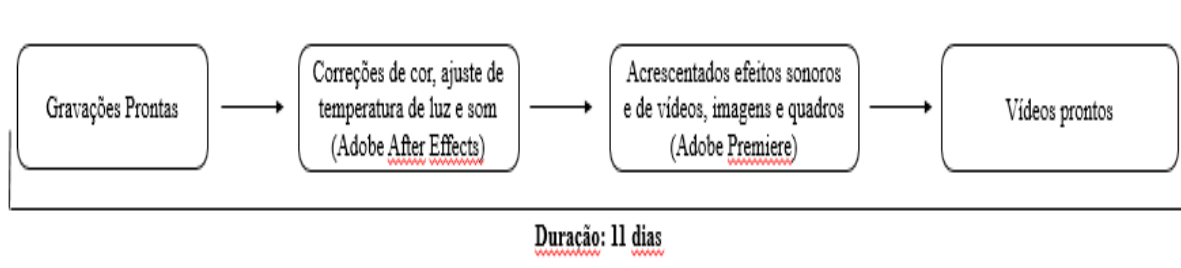 Gravações Prontas
Correções de cor, ajuste de
temperatura de luz e som
(Adobe After Effects)
Acrescentados efeitos sonoros
e de vídeos, imagens e quadros
(Adobe Premiere)
Vídeos prontos
Duração: 11 dias